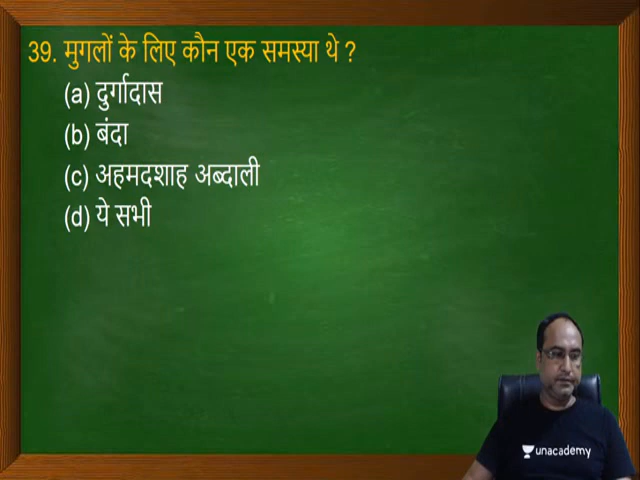 39. मुगलों के लिए कौन एक समस्या थे ?
(a) दुर्गादास
(b) बंदा
(c) अहमदशाह अब्दाली
(d) ये सभी
unacademy